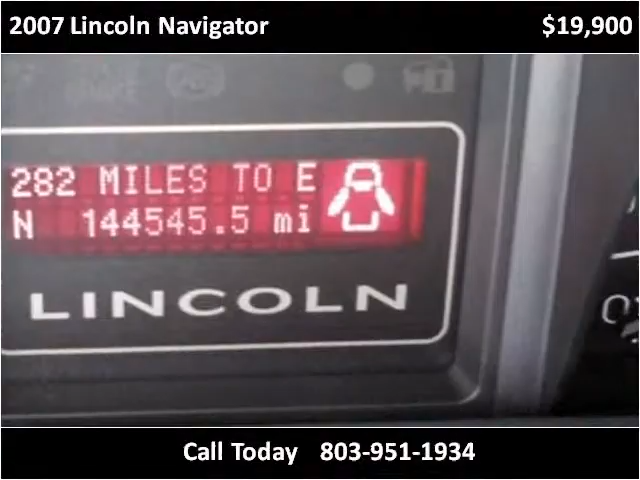 2007 Lincoln Navigator $19,900
282 MILES TO E
N 144545.5 mi
LINCOLN
Call Today 803-951-1934